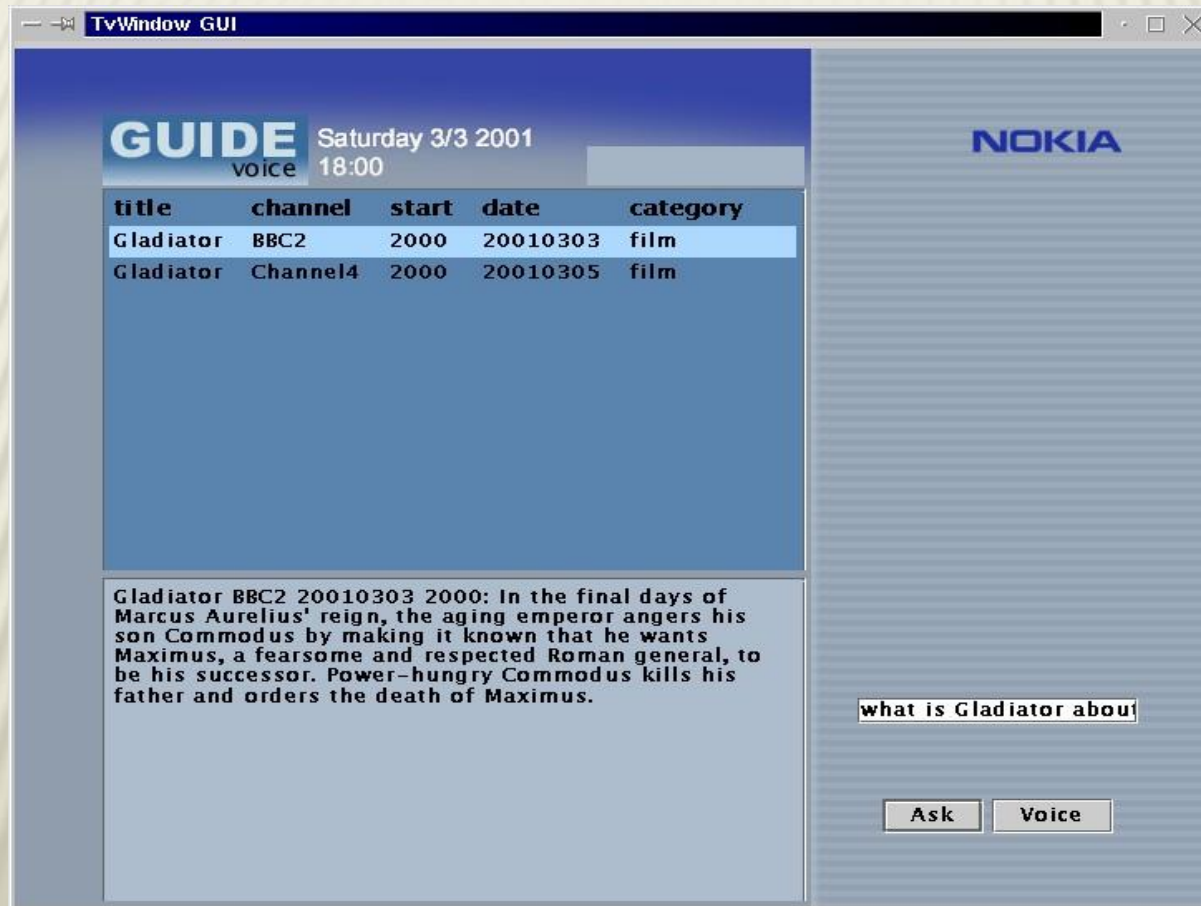 TvWindow GUI
GUIDE voice
Saturday 3/3 2001
18:00
NOKIA
title channel start date category
Gladiator BBC2 2000 20010303 film
Gladiator Channel4 2000 20010305 film
Gladiator BBC2 20010303 2000: In the final days of
Marcus Aurelius' reign, the aging emperor angers his
son Commodus by making it known that he wants
Maximus, a fearsome and respected Roman general, to
be his successor. Power-hungry Commodus kills his
father and orders the death of Maximus.
what is Gladiator about
Ask Voice